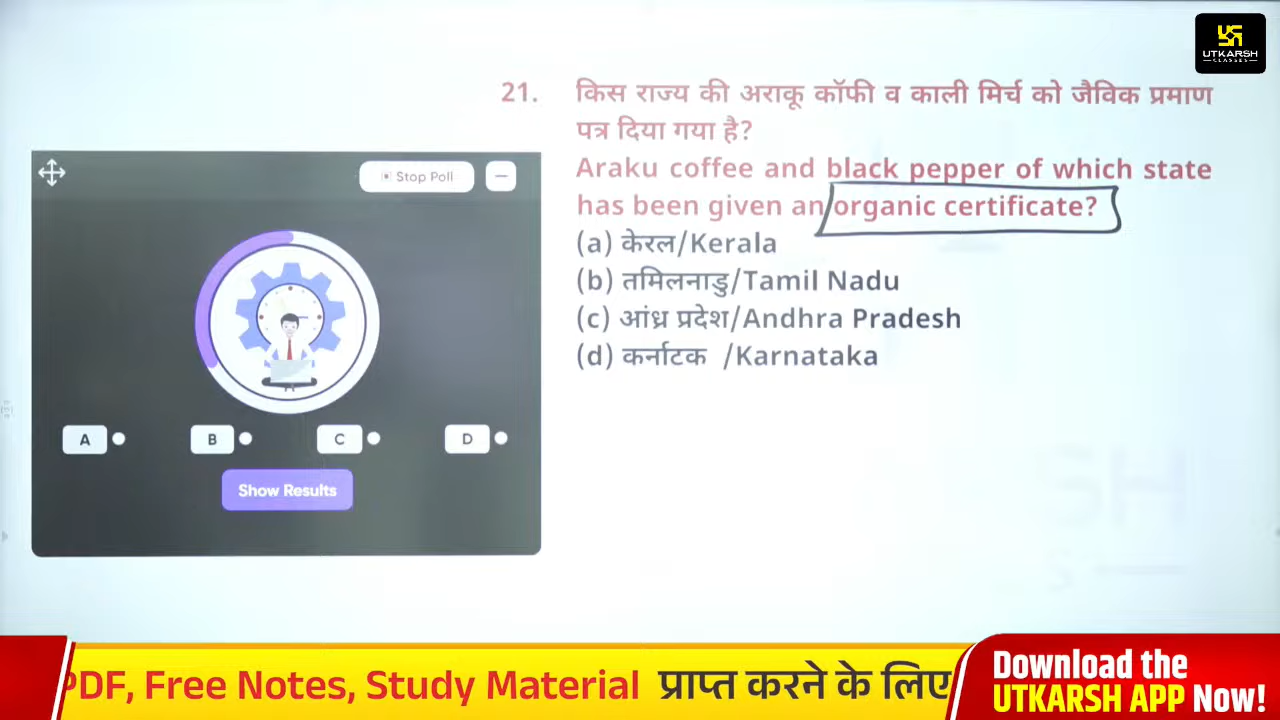 UTKARSH
CLASSES
21. किस राज्य की अराकू कॉफी व काली मिर्च को जैविक प्रमाण
पत्र दिया गया है?
Araku coffee and black pepper of which state
has been given an organic certificate?
(a) केरल/Kerala
(b) तमिलनाडु/Tamil Nadu
(c) आंध्र प्रदेश/Andhra Pradesh
(d) कर्नाटक /Karnataka
Stop Poll
A
B
C
D
Show Results
SH
PDF, Free Notes, Study Material प्राप्त करने के लिए
Download the
UTKARSH APP Now!